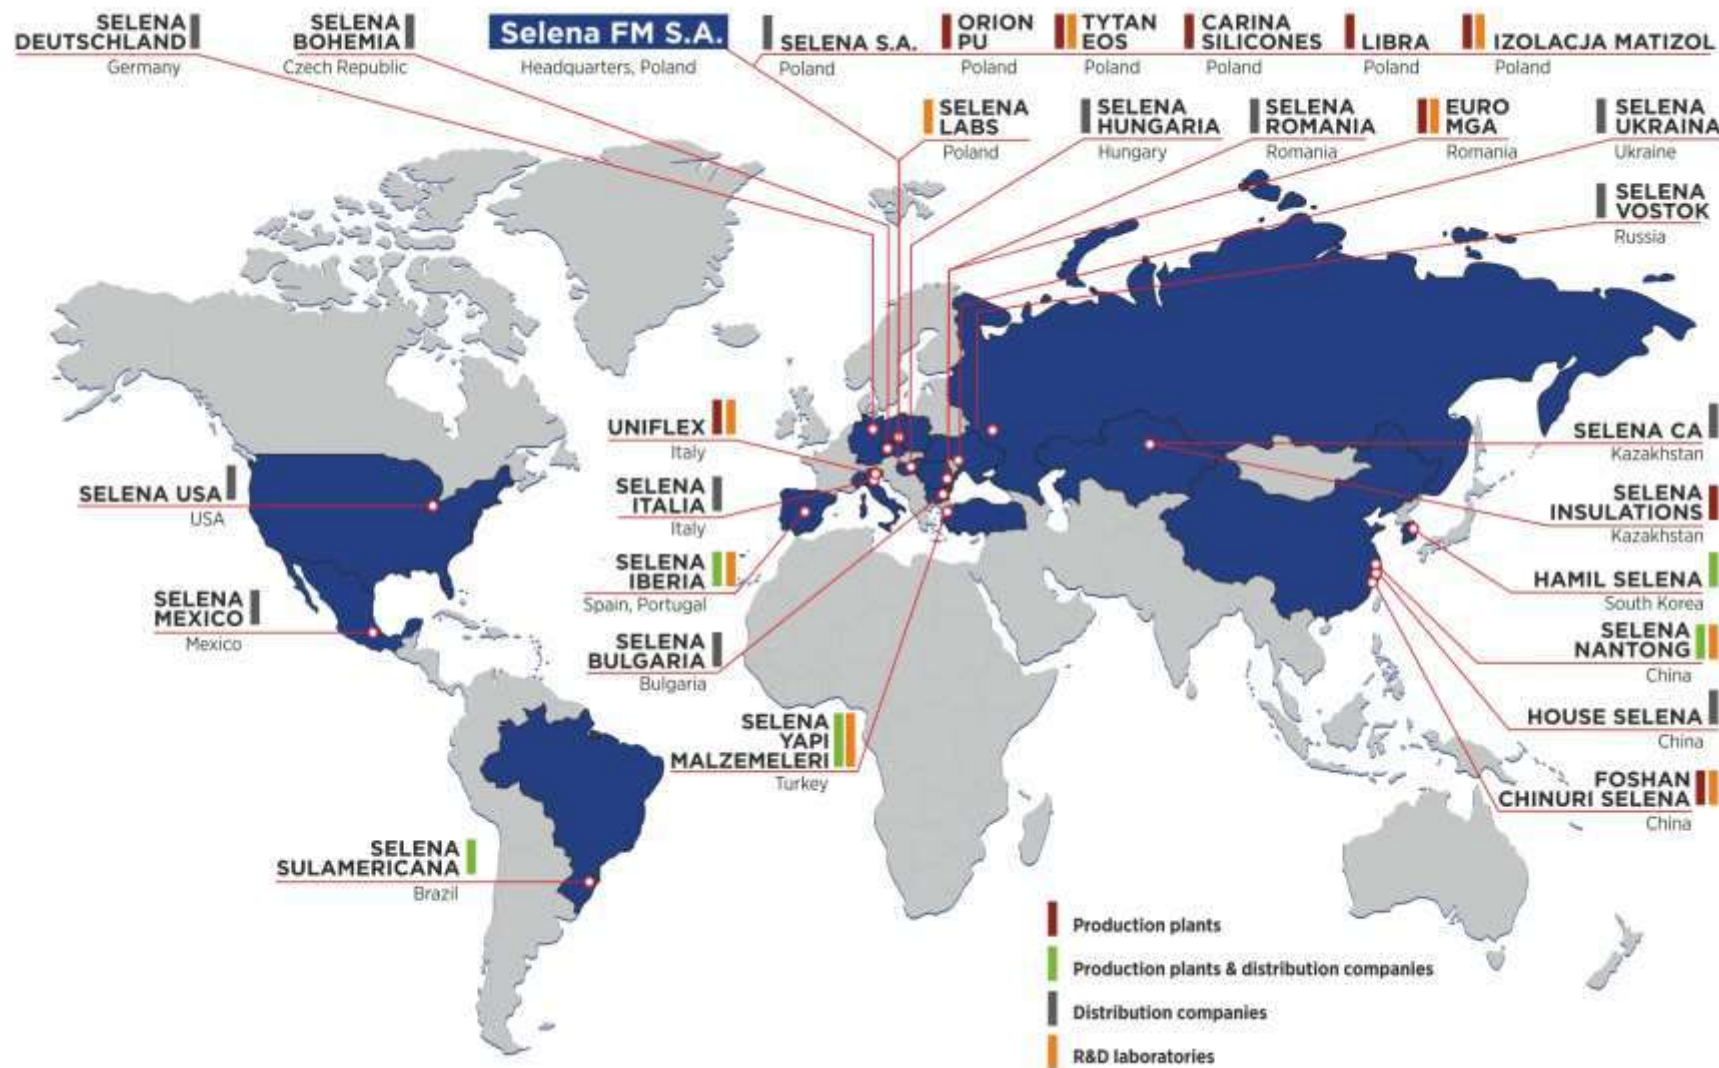 SELENA
DEUTSCHLAND
Germany
SELENA
BOHEMIA
Czech Republic
Selena FM S.A.
Headquarters, Poland
SELENA S.A.
Poland
ORION
PU
Poland
TYTAN
EOS
Poland
CARINA
SILICONES
Poland
LIBRA
Poland
IZOLACJA MATIZOL
Poland
SELENA
LABS
Poland
SELENA
HUNGARIA
Hungary
SELENA
ROMANIA
Romania
EURO
MGA
Romania
SELENA
UKRAINA
Ukraine
SELENA
VOSTOK
Russia
UNIFLEX
Italy
SELENA
ITALIA
Italy
SELENA
IBERIA
Spain, Portugal
SELENA
BULGARIA
Bulgaria
SELENA
YAPI
MALZEMELERI
Turkey
SELENA USA
USA
SELENA
MEXICO
Mexico
SELENA
SULAMERICANA
Brazil
SELENA CA
Kazakhstan
SELENA
INSULATIONS
Kazakhstan
HAMIL SELENA
South Korea
SELENA
NANTONG
China
HOUSE SELENA
China
FOSHAN
CHINURI SELENA
China
Production plants
Production plants & distribution companies
Distribution companies
R&D laboratories